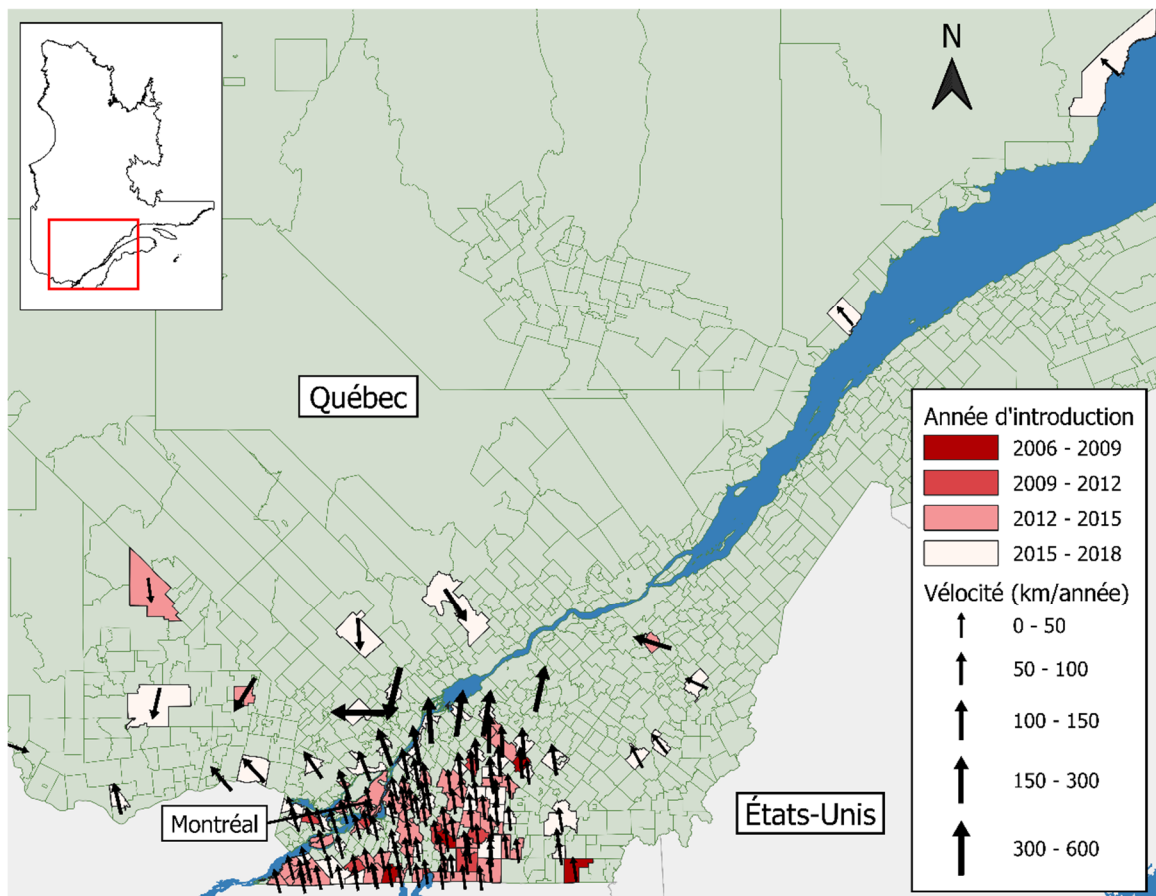 N
Québec
Année d'introduction
2006 - 2009
2009 - 2012
2012 - 2015
2015 - 2018
Vélocité (km/année)
0 - 50
50 - 100
100 - 150
150 - 300
300 - 600
Montréal
États-Unis